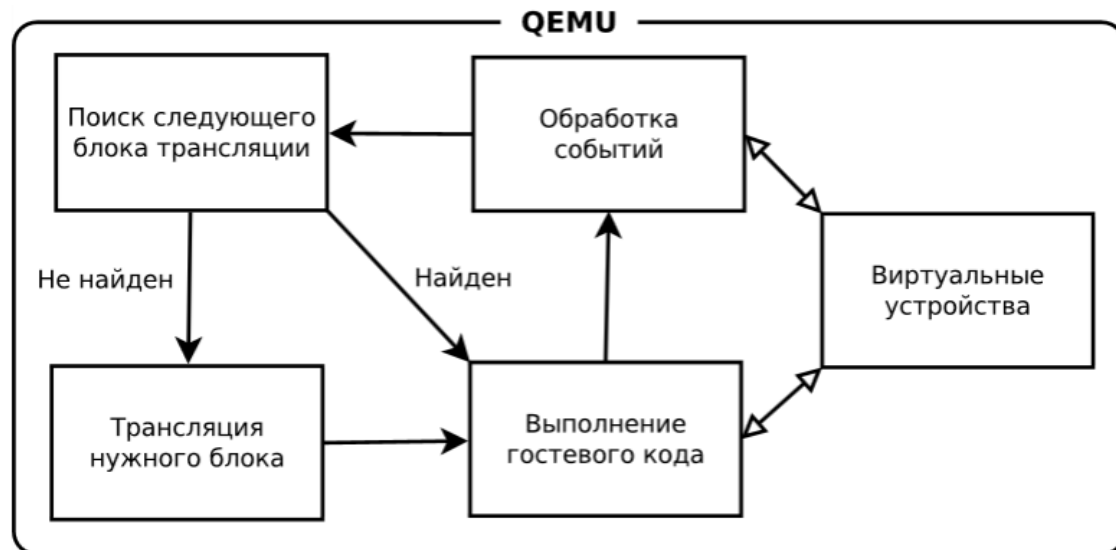 QEMU
Поиск следующего
блока трансляции
Обработка
событий
Не найден
Найден
Виртуальные
устройства
Трансляция
нужного блока
Выполнение
гостевого кода